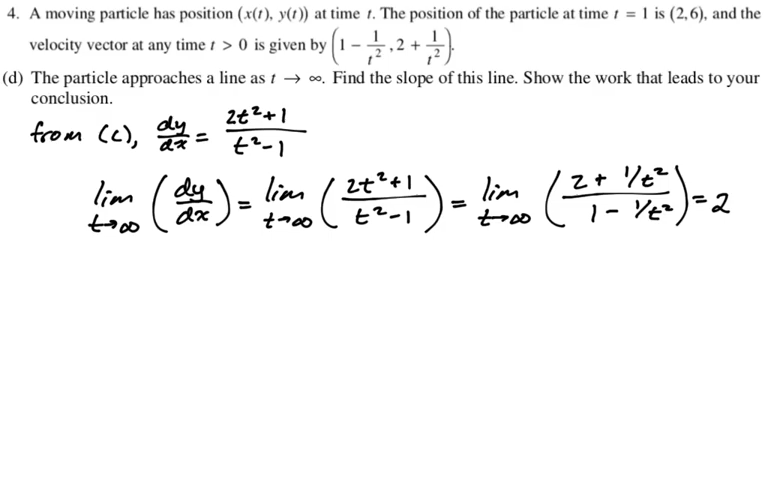 4. A moving particle has position (x(t), y(t)) at time t. The position of the particle at time t = 1 is (2,6), and the
velocity vector at any time t > 0 is given by (1 − 1/t², 2 + 1/t²).
(d) The particle approaches a line as t → ∞. Find the slope of this line. Show the work that leads to your
conclusion.
from (c), dy/dx = (2t²+1)/(t²-1)
lim t→∞ (dy/dx) = lim t→∞ ((2t²+1)/(t²-1)) = lim t→∞ ((2 + 1/t²)/(1 - 1/t²)) = 2